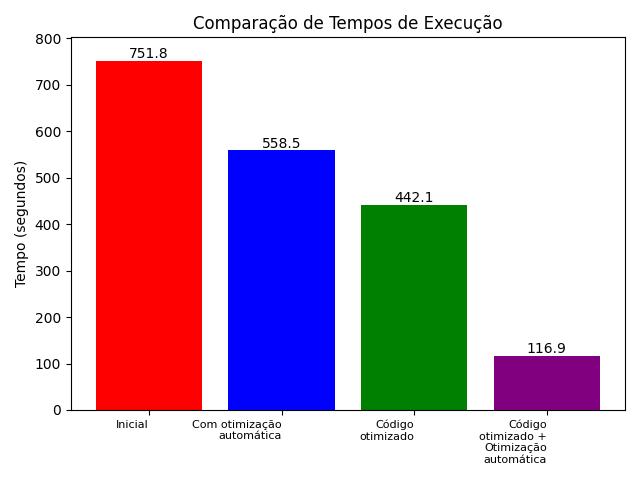 Comparação de Tempos de Execução
Tempo (segundos)
800
700
600
500
400
300
200
100
0
751.8
558.5
442.1
116.9
Inicial
Com otimização
automática
Código
otimizado
Código
otimizado +
Otimização
automática